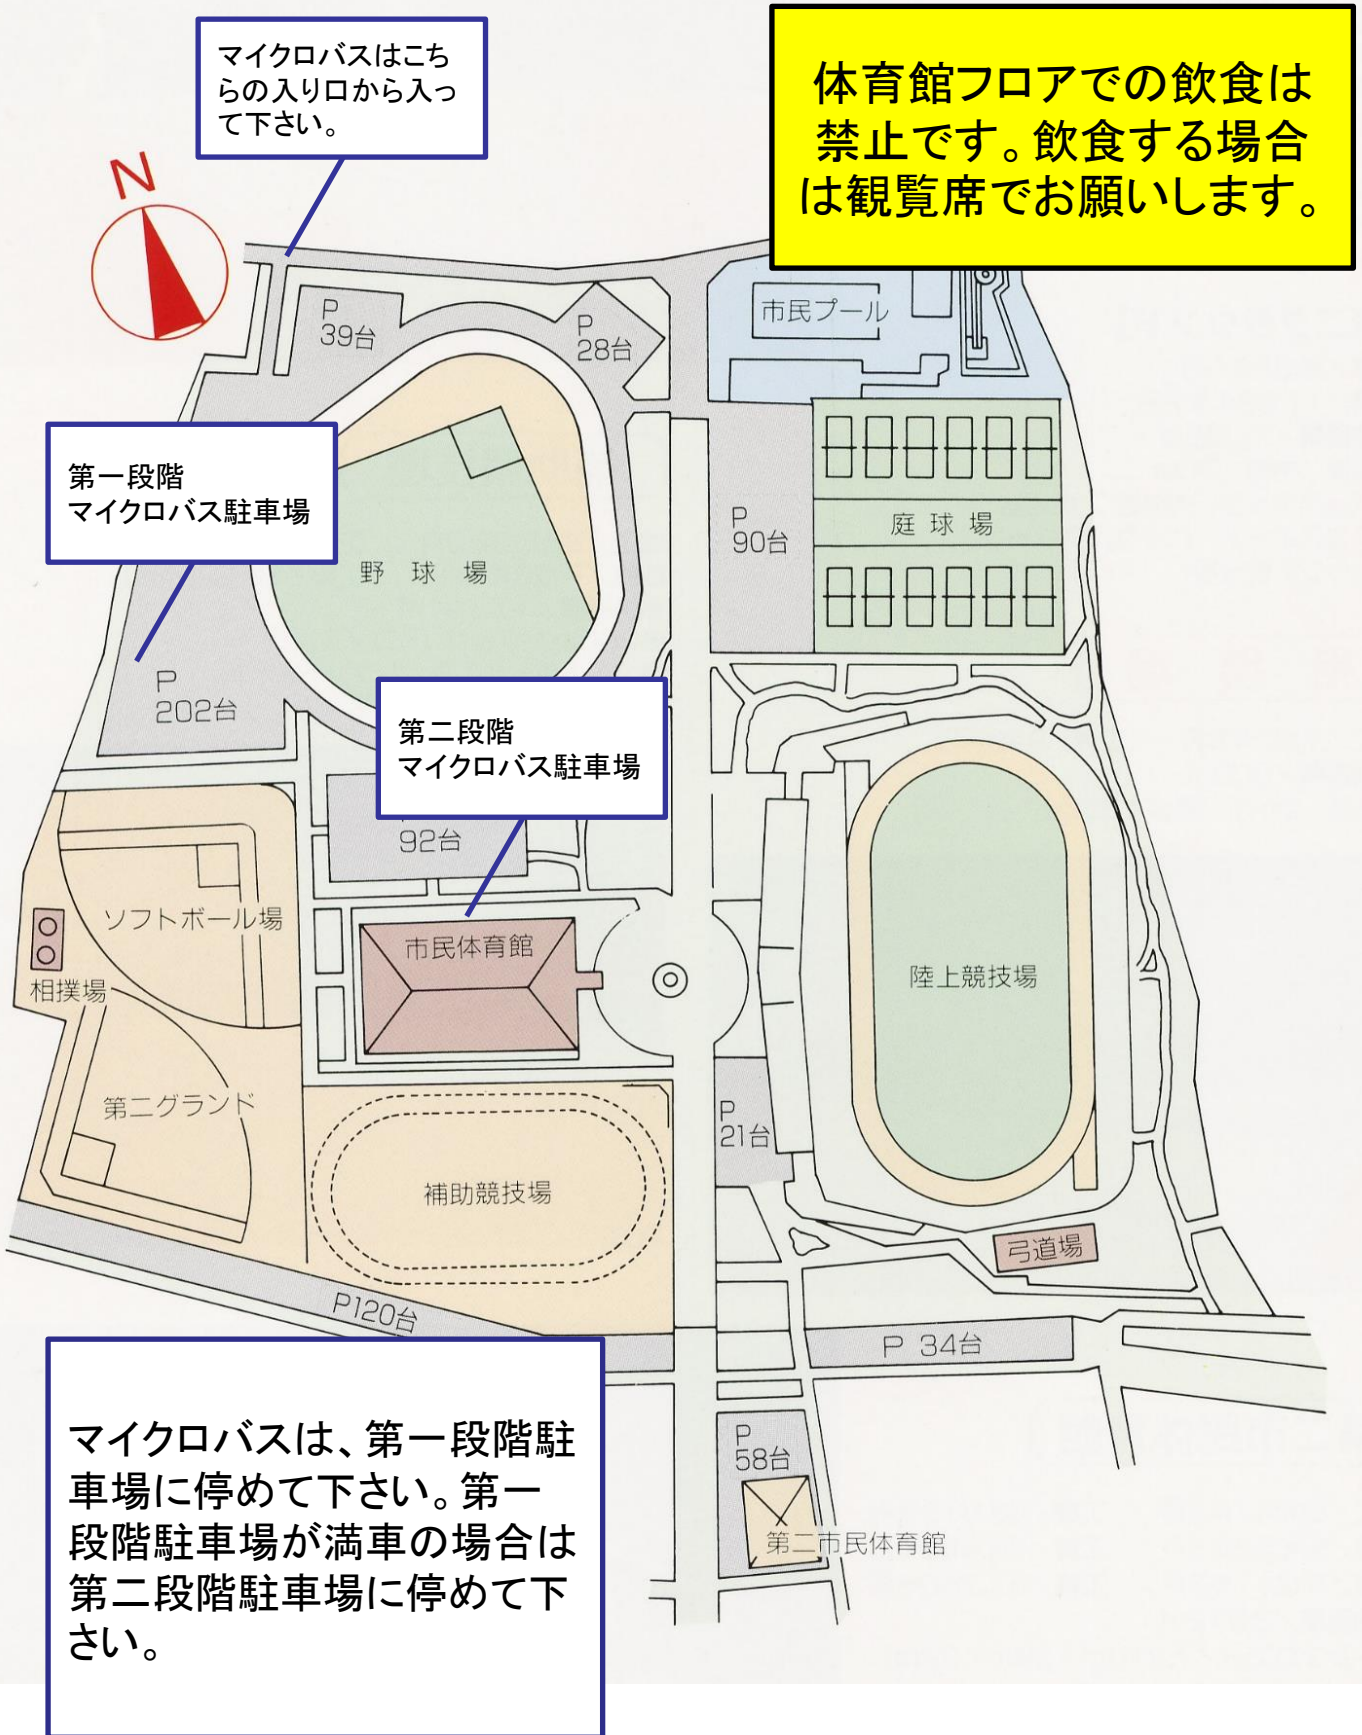 マイクロバスはこち
らの入り口から入っ
て下さい。
体育館フロアでの飲食は
禁止です。飲食する場合
は観覧席でお願いします。
N
P
39台
P
28台
市民プール
第一段階
マイクロバス駐車場
野球場
P
90台
庭球場
P
202台
第二段階
マイクロバス駐車場
92台
ソフトボール場
市民体育館
相撲場
陸上競技場
第二グランド
P
21台
補助競技場
弓道場
P120台
P 34台
マイクロバスは、第一段階駐
車場に停めて下さい。第一
段階駐車場が満車の場合は
第二段階駐車場に停めて下
さい。
P
58台
第二市民体育館